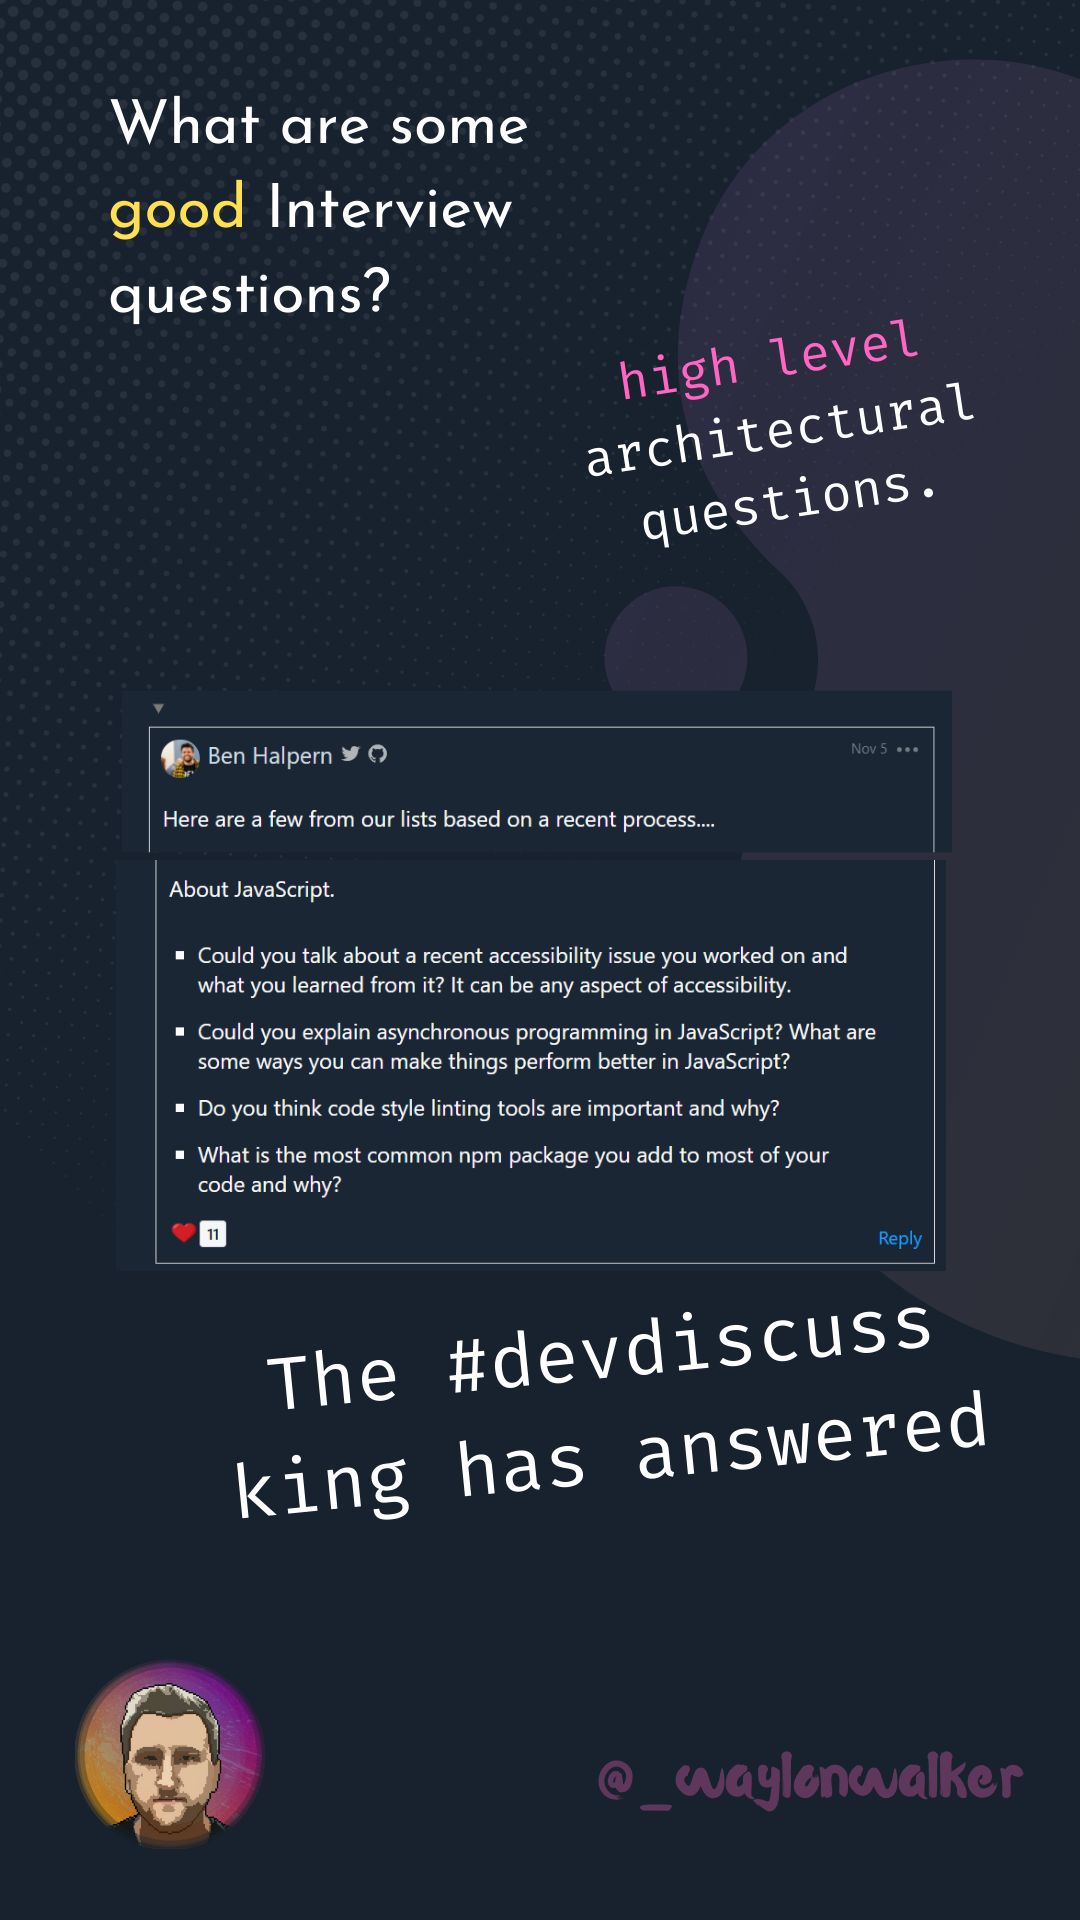 What are some
good Interview
questions?
high level
architectural
questions.
Ben Halpern
Nov 5
Here are a few from our lists based on a recent process....
About JavaScript.
Could you talk about a recent accessibility issue you worked on and
what you learned from it? It can be any aspect of accessibility.
Could you explain asynchronous programming in JavaScript? What are
some ways you can make things perform better in JavaScript?
Do you think code style linting tools are important and why?
What is the most common npm package you add to most of your
code and why?
11
Reply
The #devdiscuss
king has answered
@_waylonwalker